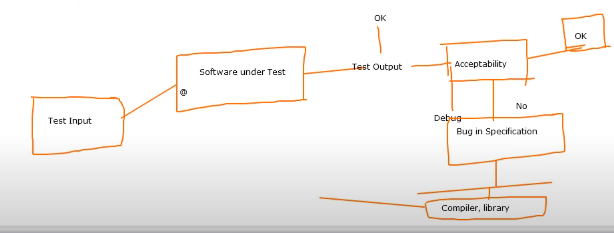 OK
OK
Software under Test
Test Output
Acceptability
@
Test Input
No
Debug
Bug in Specification
Compiler, library